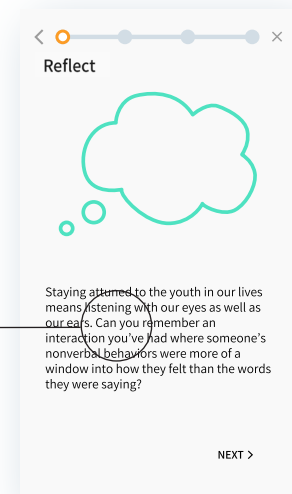 Reflect
Staying attuned to the youth in our lives
means listening with our eyes as well as
our ears. Can you remember an
interaction you’ve had where someone’s
nonverbal behaviors were more of a
window into how they felt than the words
they were saying?
NEXT